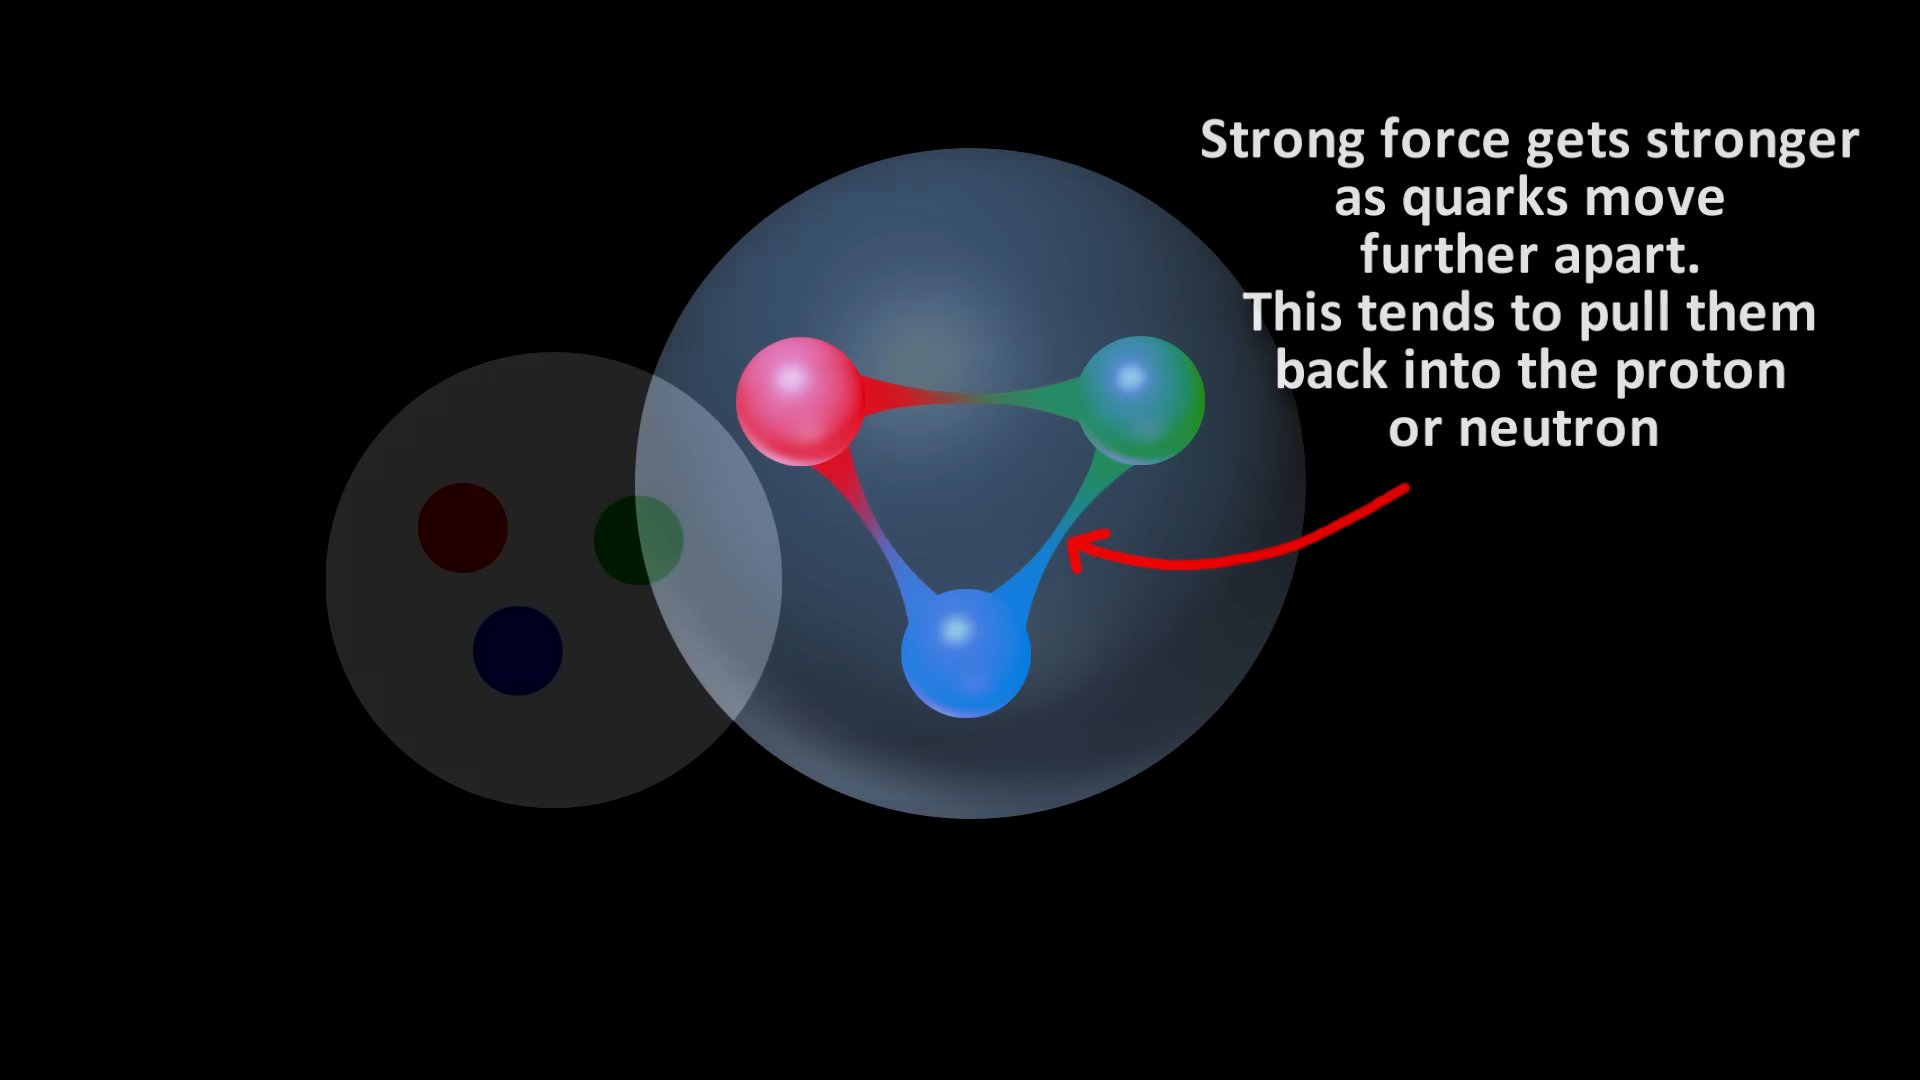 Strong force gets stronger
as quarks move
further apart.
This tends to pull them
back into the proton
or neutron